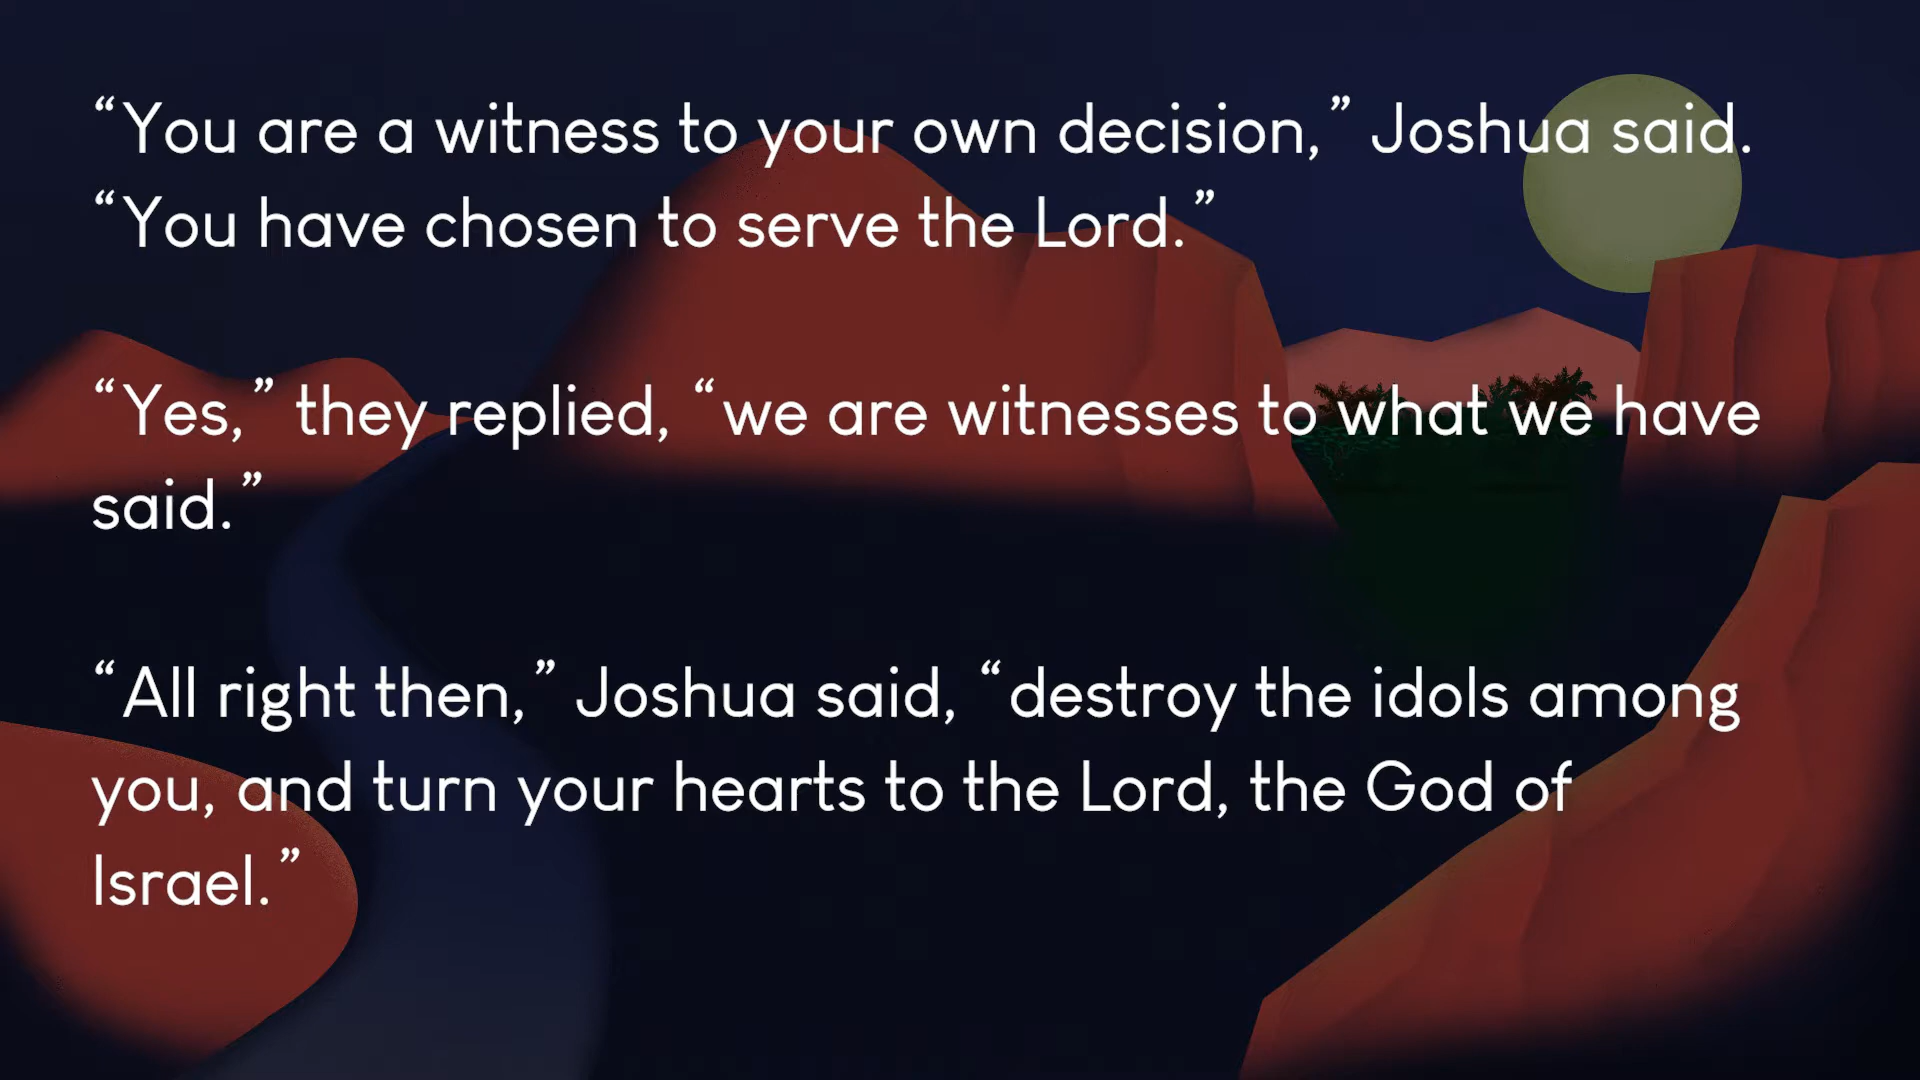 “You are a witness to your own decision,” Joshua said.
“You have chosen to serve the Lord.”
“Yes,” they replied, “we are witnesses to what we have
said.”
“All right then,” Joshua said, “destroy the idols among
you, and turn your hearts to the Lord, the God of
Israel.”